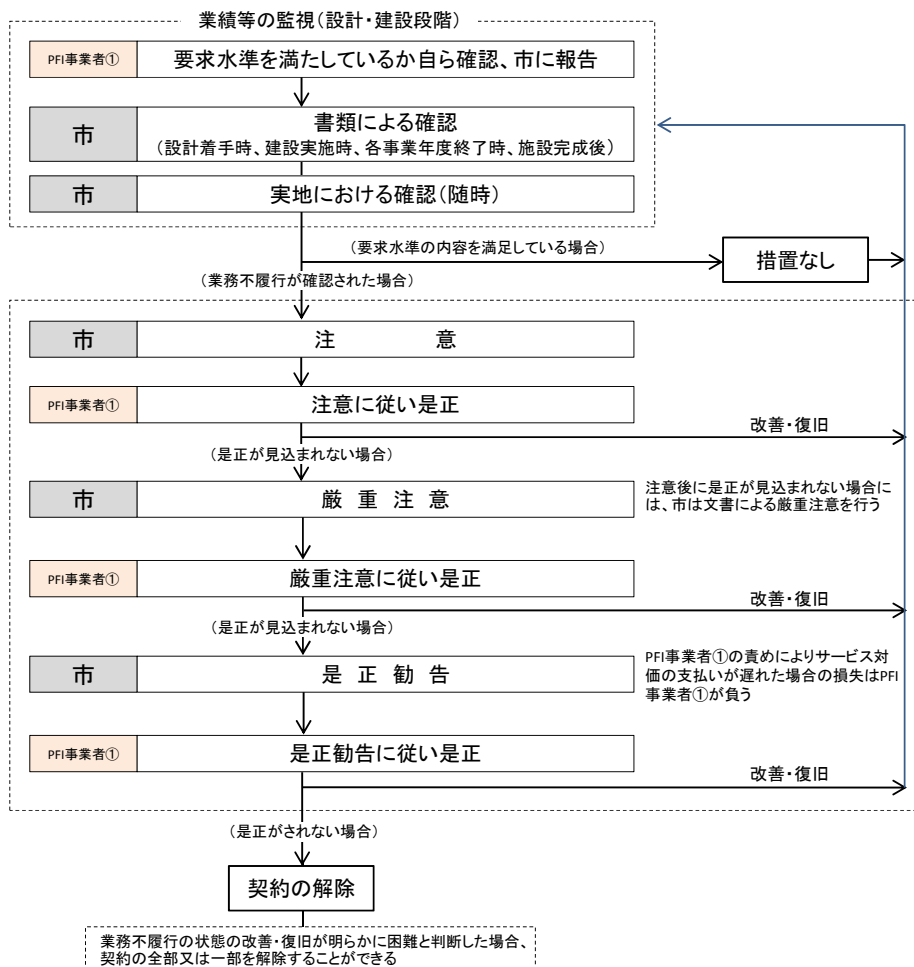 業績等の監視（設計・建設段階）
PFI事業者① 要求水準を満たしているか自ら確認、市に報告
市 書類による確認
（設計着手時、建設実施時、各事業年度終了時、施設完成後）
市 実地における確認（随時）
（要求水準の内容を満足している場合）
措置なし
（業務不履行が確認された場合）
市 注 意
PFI事業者① 注意に従い是正
改善・復旧
（是正が見込まれない場合）
市 厳 重 注 意
注意後に是正が見込まれない場合に
は、市は文書による厳重注意を行う
PFI事業者① 厳重注意に従い是正
改善・復旧
（是正が見込まれない場合）
市 是 正 勧 告
PFI事業者①の責めによりサービス対
価の支払いが遅れた場合の損失はPFI
事業者①が負う
PFI事業者① 是正勧告に従い是正
改善・復旧
（是正がされない場合）
契約の解除
業務不履行の状態の改善・復旧が明らかに困難と判断した場合、
契約の全部又は一部を解除することができる